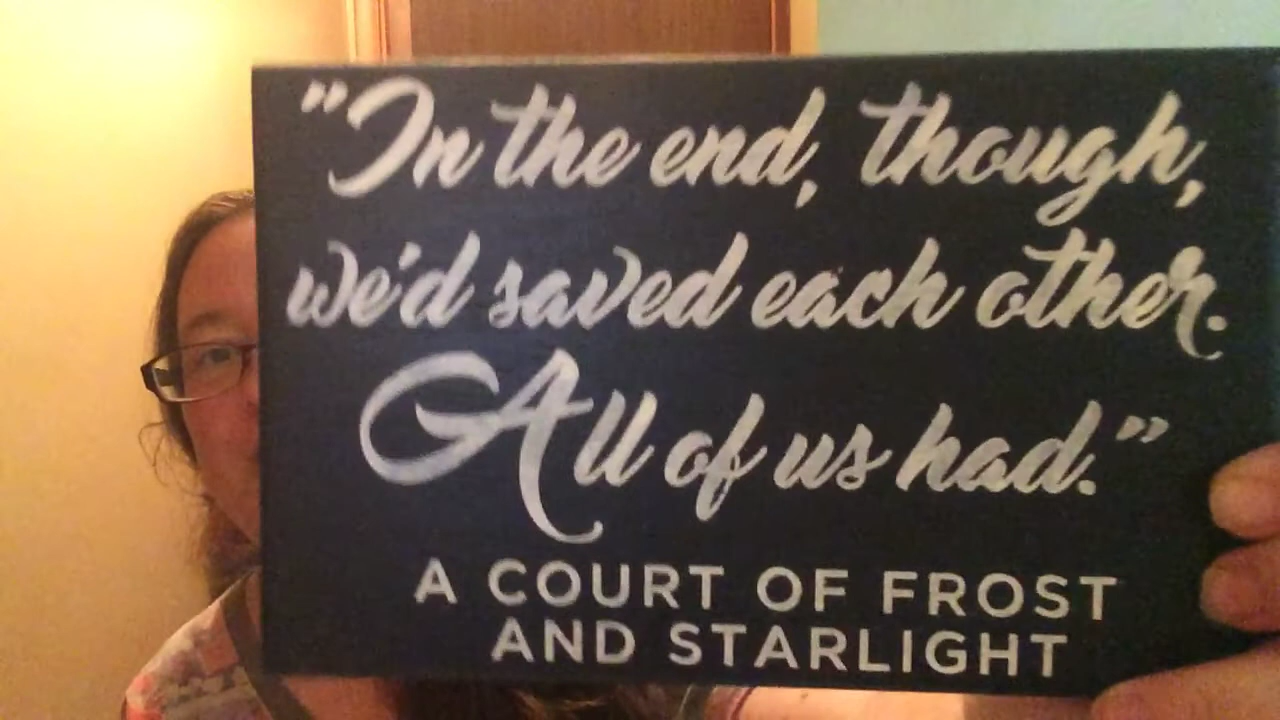 "In the end, though,
we'd saved each other.
All of us had."
A COURT OF FROST
AND STARLIGHT